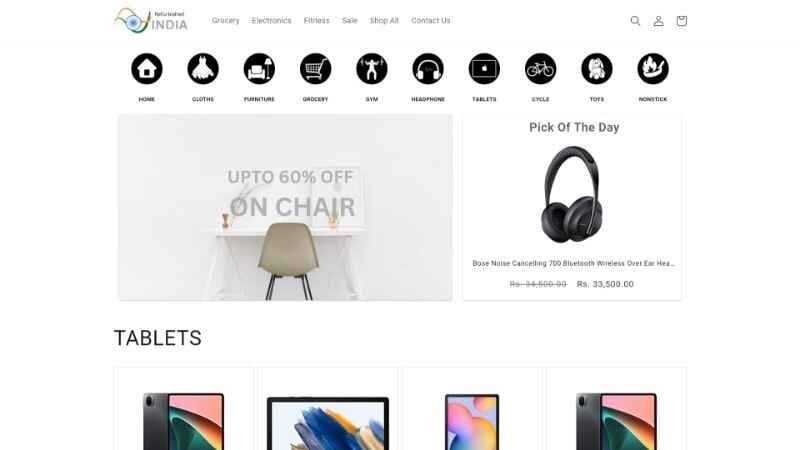 Refurbished
INDIA
Grocery Electronics Fitness Sale Shop All Contact Us
HOME CLOTHS FURNITURE GROCERY GYM HEADPHONE TABLETS CYCLE TOYS NONSTICK
UPTO 60% OFF
ON CHAIR
Pick Of The Day
Bose Noise Cancelling 700 Bluetooth Wireless Over Ear Hea...
Rs. 34,500.00 Rs. 33,500.00
TABLETS